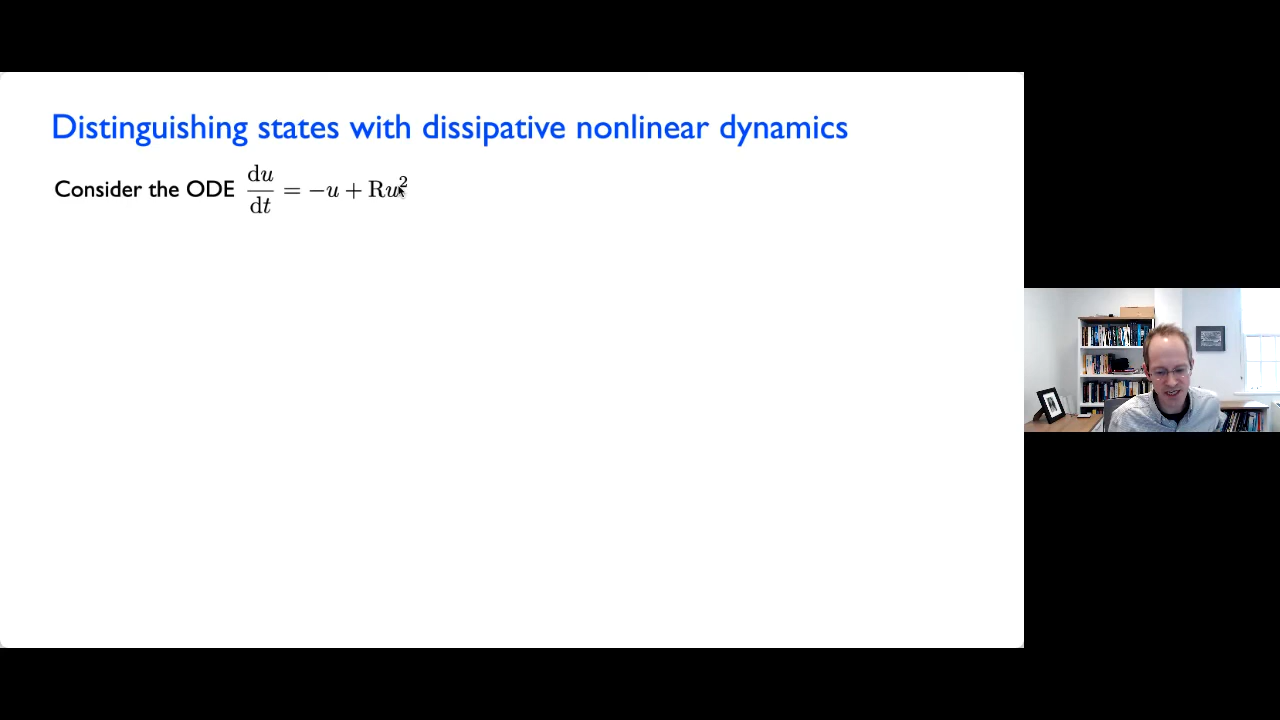 Distinguishing states with dissipative nonlinear dynamics
Consider the ODE du/dt = −u + Ru²